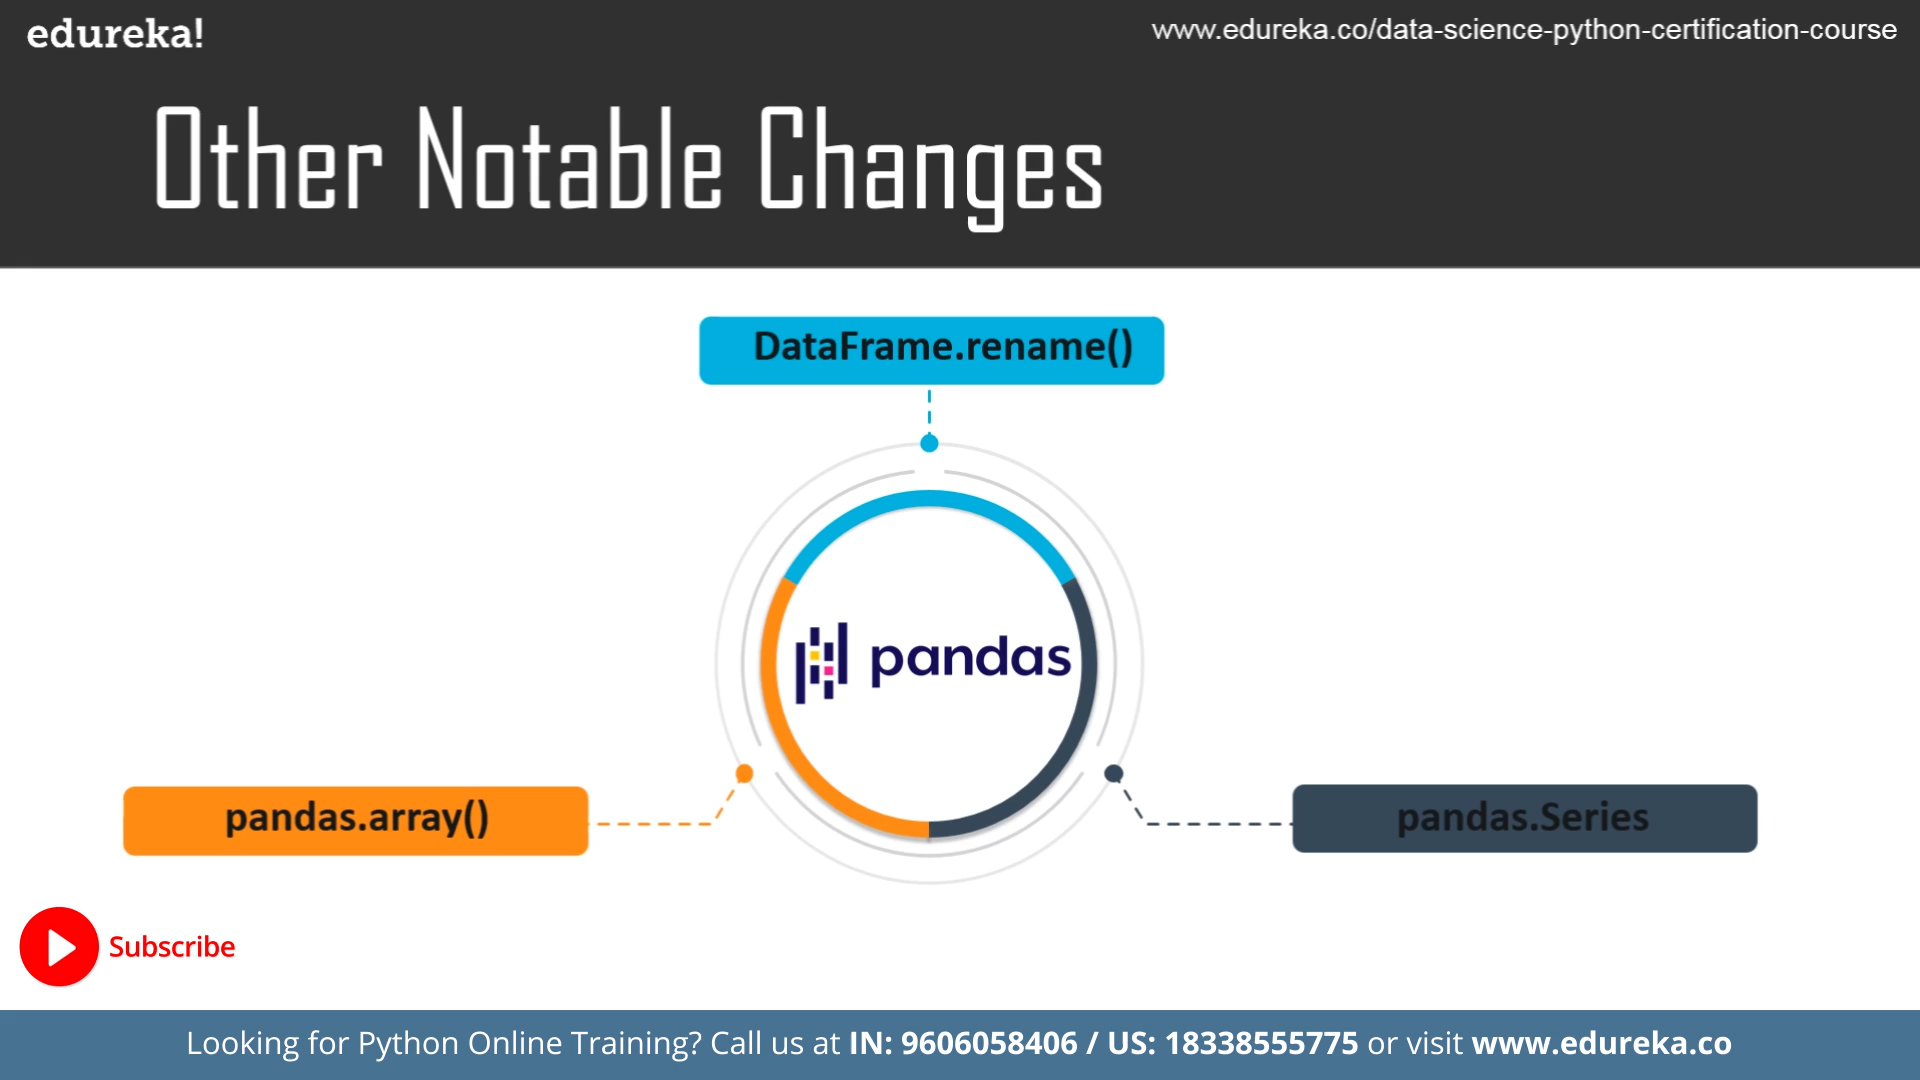 edureka!
www.edureka.co/data-science-python-certification-course
Other Notable Changes
DataFrame.rename()
pandas
pandas.array()
pandas.Series
Subscribe
Looking for Python Online Training? Call us at IN: 9606058406 / US: 18338555775 or visit www.edureka.co